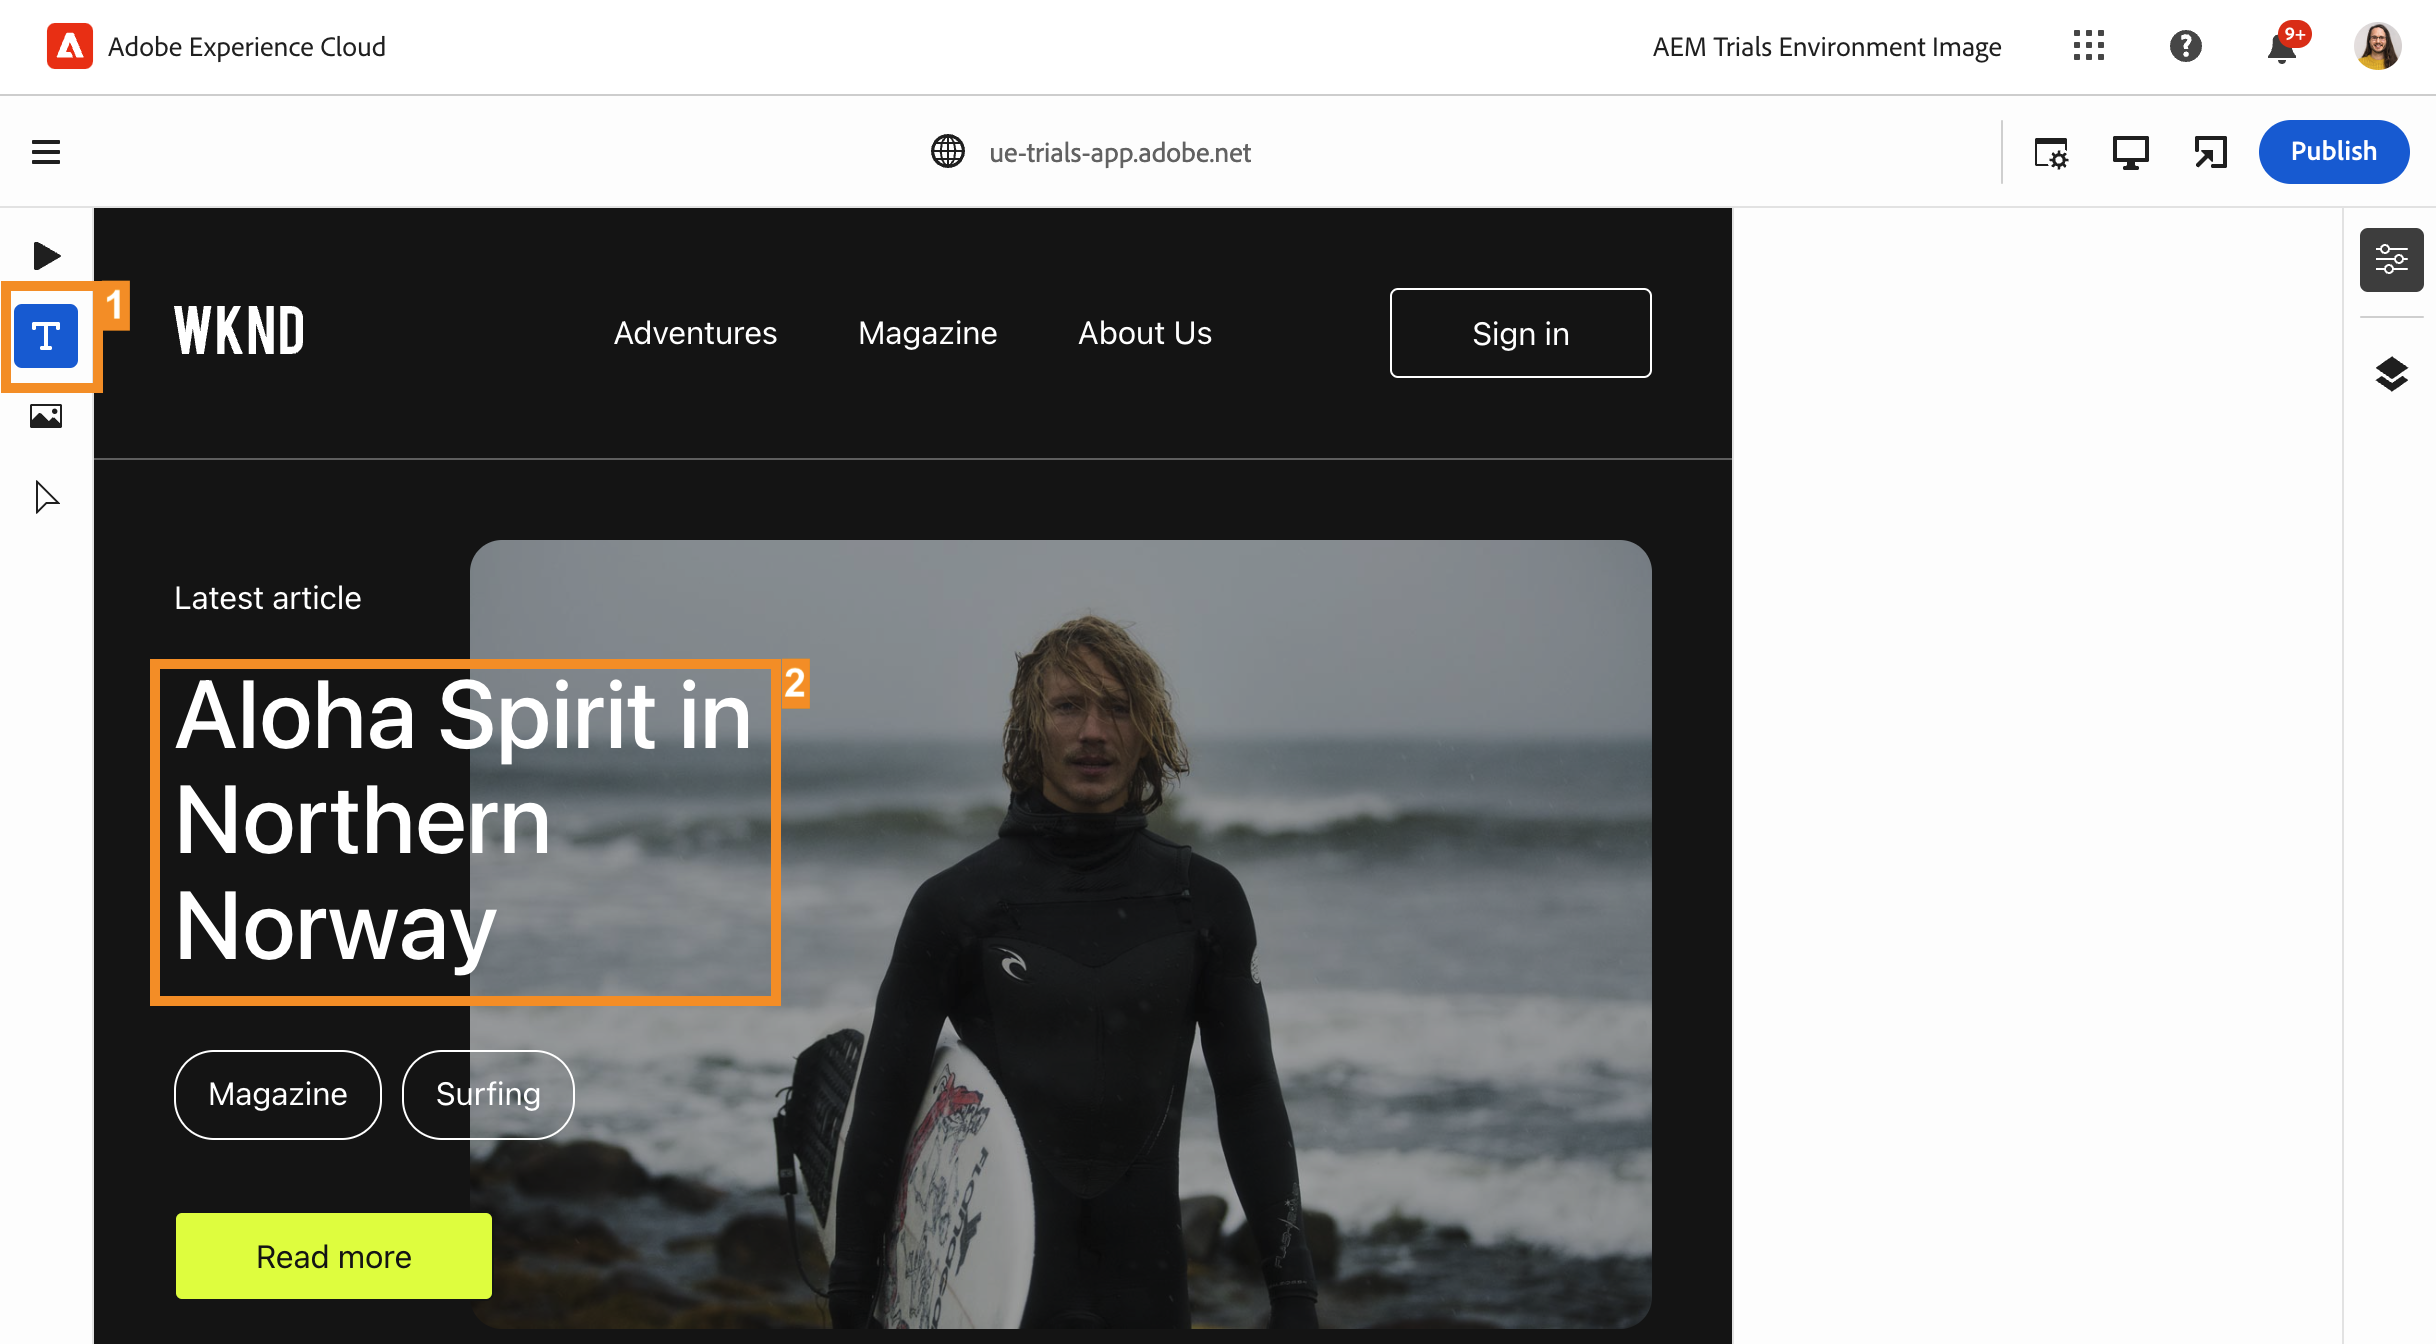 Adobe Experience Cloud
AEM Trials Environment Image
9+
ue-trials-app.adobe.net
Publish
1
T
WKND
Adventures
Magazine
About Us
Sign in
Latest article
2
Aloha Spirit in
Northern
Norway
Magazine
Surfing
Read more